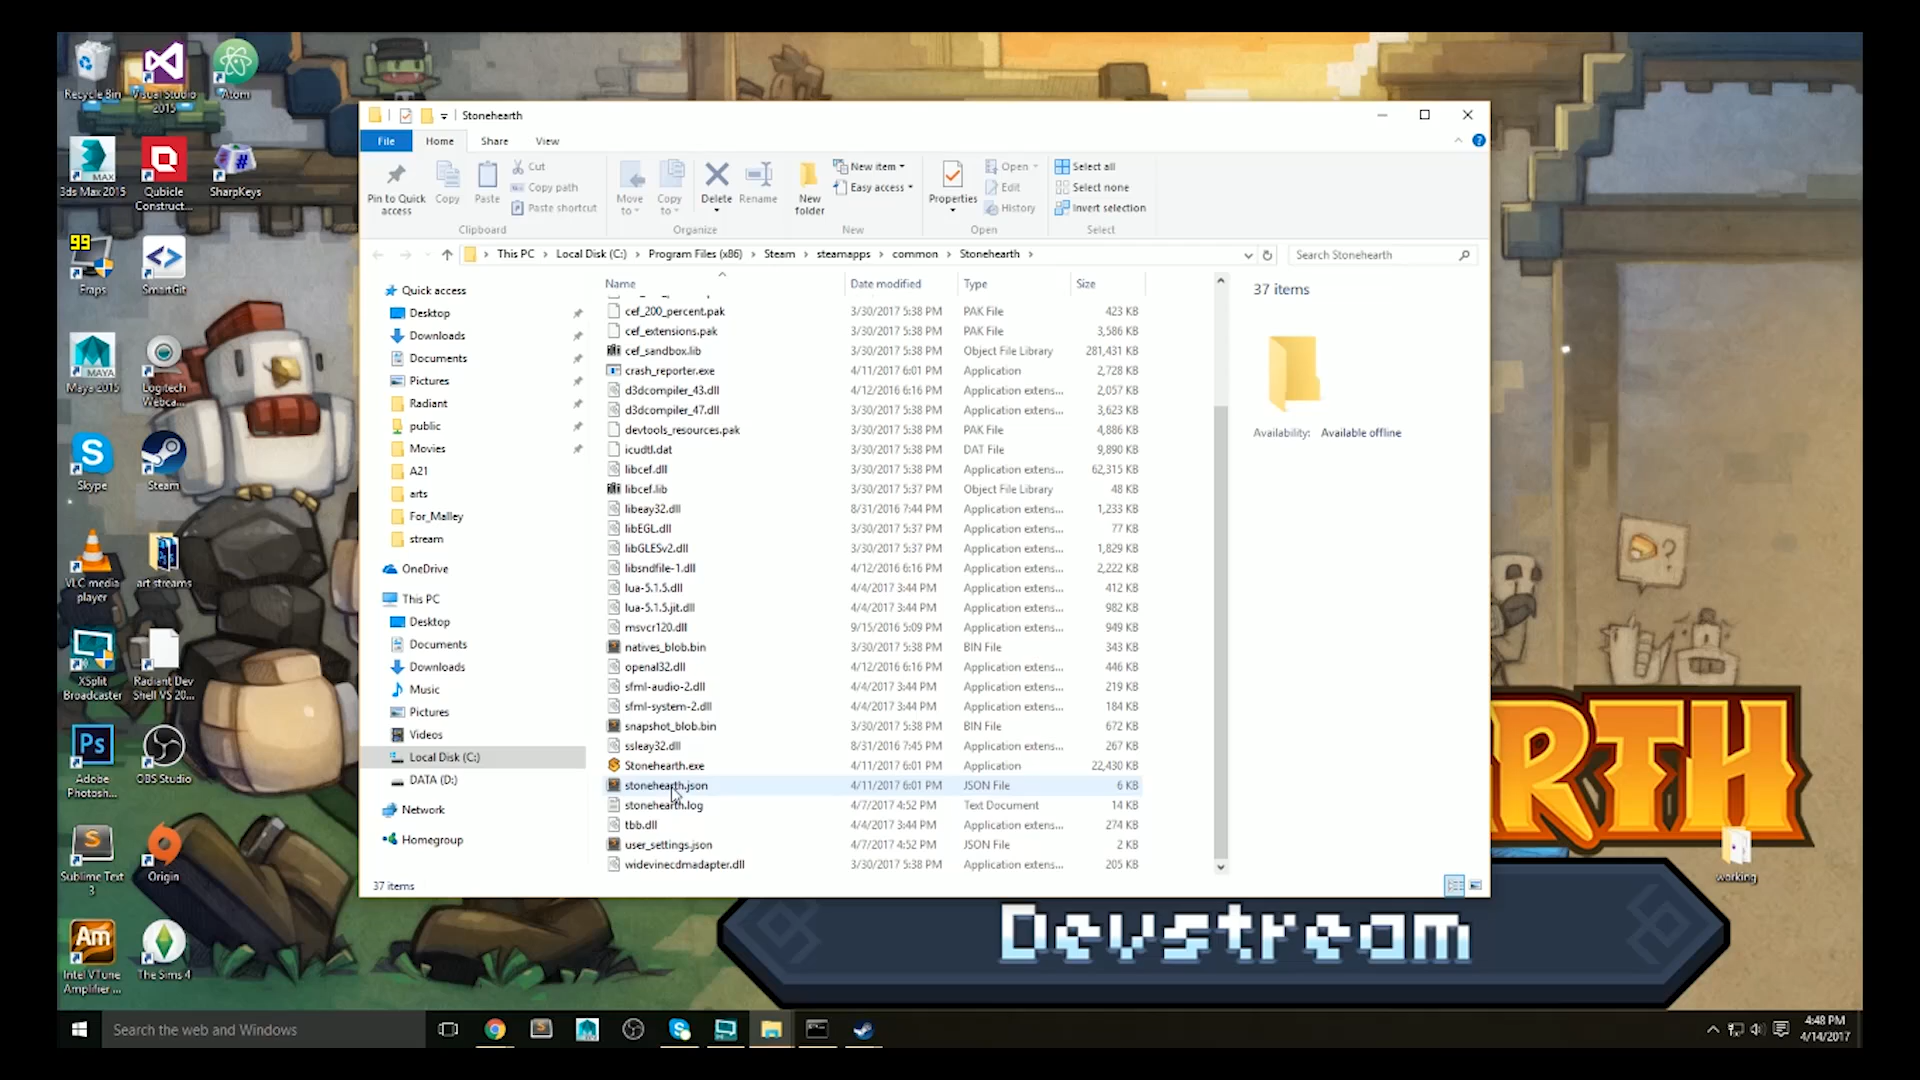 Recycle Bin
Visual Studio 2015
Atom
3ds Max 2015
Qubicle Construct...
SharpKeys
99
Fraps
SmartGit
Maya 2015
Logitech Webca...
Skype
Steam
VLC media player
art streams
XSplit Broadcaster
Radiant Dev Shell VS 20...
Adobe Photosh...
OBS Studio
Sublime Text 3
Origin
Intel VTune Amplifier ...
The Sims 4
Stonehearth
File Home Share View
Pin to Quick access
Copy
Paste
Cut
Copy path
Paste shortcut
Clipboard
Move to
Copy to
Delete
Rename
Organize
New folder
New item
Easy access
New
Properties
Open
Edit
History
Open
Select all
Select none
Invert selection
Select
This PC > Local Disk (C:) > Program Files (x86) > Steam > steamapps > common > Stonehearth >
Search Stonehearth
Quick access
Desktop
Downloads
Documents
Pictures
Radiant
public
Movies
A21
arts
For_Malley
stream
OneDrive
This PC
Desktop
Documents
Downloads
Music
Pictures
Videos
Local Disk (C:)
DATA (D:)
Network
Homegroup
Name Date modified Type Size
cef_200_percent.pak 3/30/2017 5:38 PM PAK File 423 KB
cef_extensions.pak 3/30/2017 5:38 PM PAK File 3,586 KB
cef_sandbox.lib 3/30/2017 5:38 PM Object File Library 281,431 KB
crash_reporter.exe 4/11/2017 6:01 PM Application 2,728 KB
d3dcompiler_43.dll 4/12/2016 6:16 PM Application extens... 2,057 KB
d3dcompiler_47.dll 3/30/2017 5:38 PM Application extens... 3,623 KB
devtools_resources.pak 3/30/2017 5:38 PM PAK File 4,886 KB
icudtl.dat 3/30/2017 5:38 PM DAT File 9,890 KB
libcef.dll 3/30/2017 5:38 PM Application extens... 62,315 KB
libcef.lib 3/30/2017 5:37 PM Object File Library 48 KB
libeay32.dll 8/31/2016 7:44 PM Application extens... 1,233 KB
libEGL.dll 3/30/2017 5:37 PM Application extens... 77 KB
libGLESv2.dll 3/30/2017 5:37 PM Application extens... 1,829 KB
libsndfile-1.dll 4/12/2016 6:16 PM Application extens... 2,222 KB
lua-5.1.5.dll 4/4/2017 3:44 PM Application extens... 412 KB
lua-5.1.5.jit.dll 4/4/2017 3:44 PM Application extens... 982 KB
msvcr120.dll 9/15/2016 5:09 PM Application extens... 949 KB
natives_blob.bin 3/30/2017 5:38 PM BIN File 343 KB
openal32.dll 4/12/2016 6:16 PM Application extens... 446 KB
sfml-audio-2.dll 4/4/2017 3:44 PM Application extens... 219 KB
sfml-system-2.dll 4/4/2017 3:44 PM Application extens... 184 KB
snapshot_blob.bin 3/30/2017 5:38 PM BIN File 672 KB
ssleay32.dll 8/31/2016 7:45 PM Application extens... 267 KB
Stonehearth.exe 4/11/2017 6:01 PM Application 22,430 KB
stonehearth.json 4/11/2017 6:01 PM JSON File 6 KB
stonehearth.log 4/7/2017 4:52 PM Text Document 14 KB
tbb.dll 4/4/2017 3:44 PM Application extens... 274 KB
user_settings.json 4/7/2017 4:52 PM JSON File 2 KB
widevinecdmadapter.dll 3/30/2017 5:38 PM Application extens... 205 KB
37 items
Availability: Available offline
37 items
RTH
working
Devstream
Search the web and Windows
4:48 PM
4/14/2017